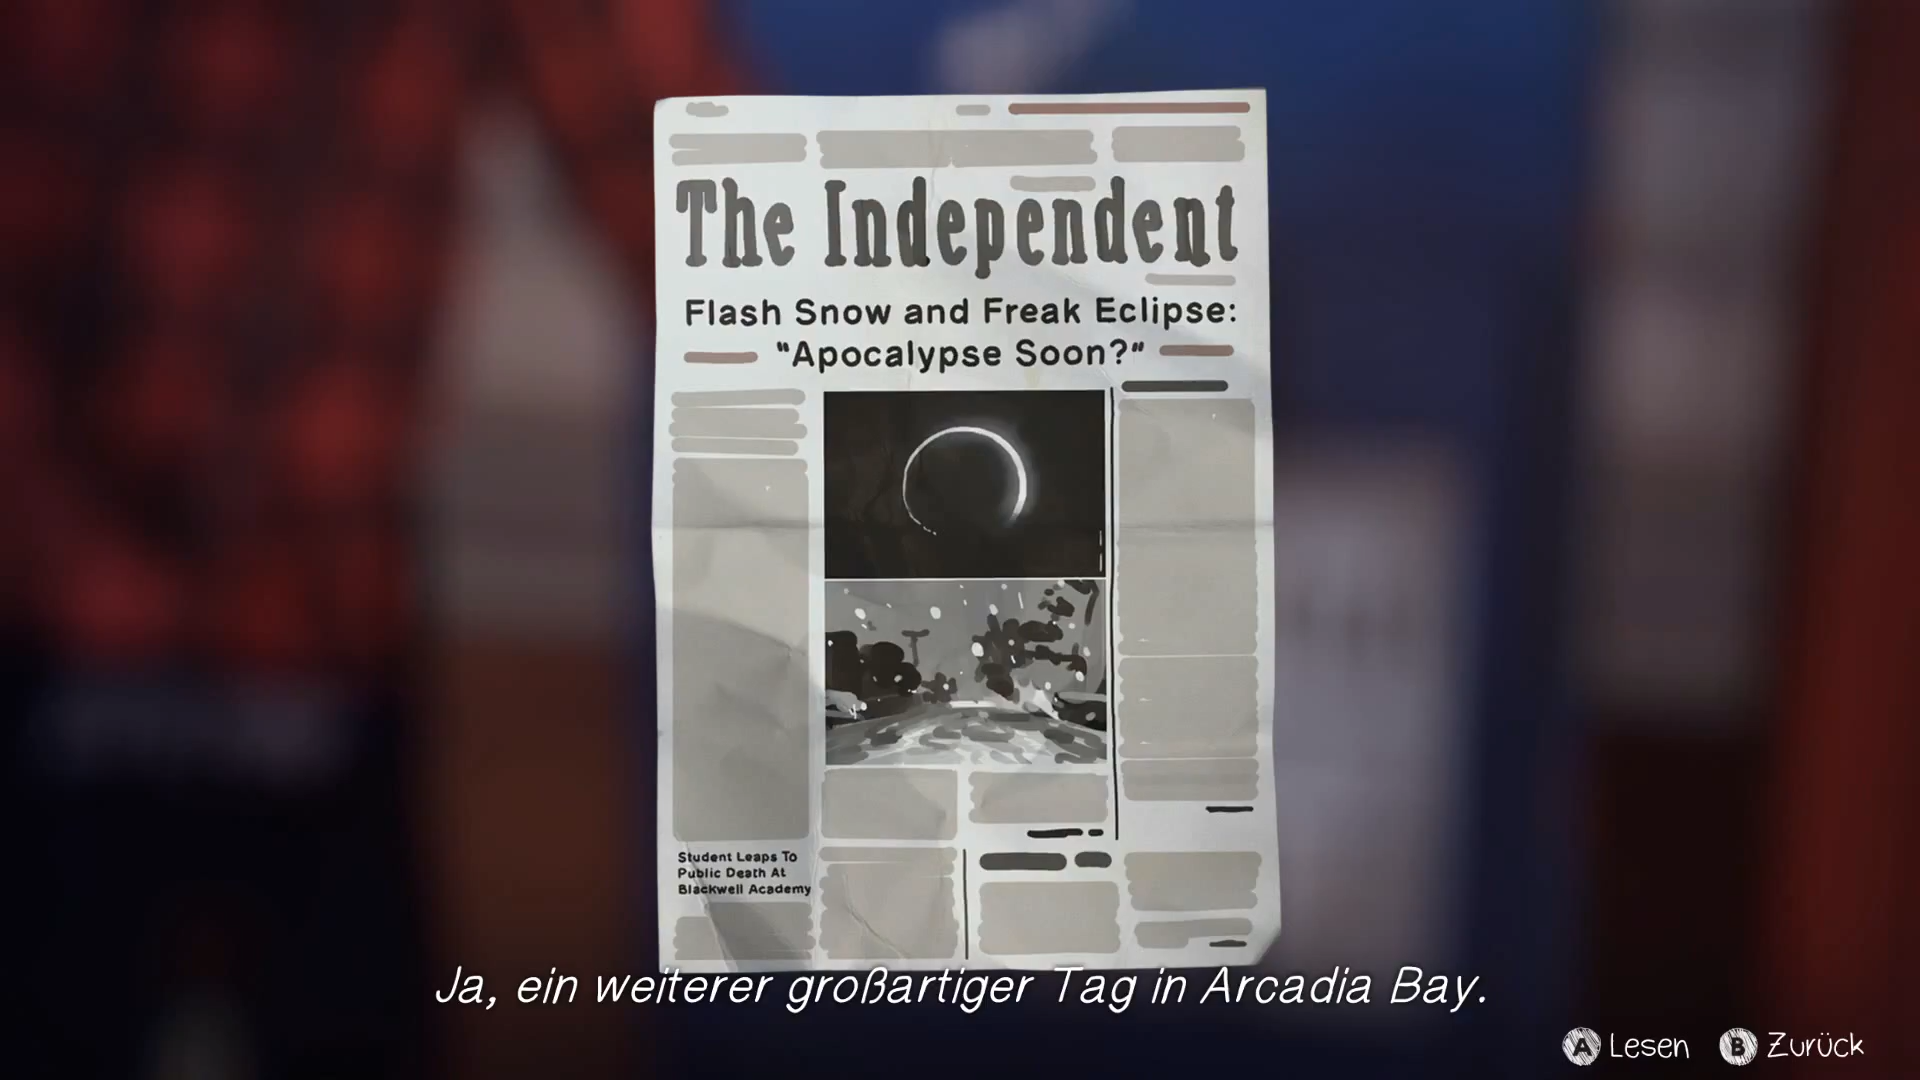 The Independent
Flash Snow and Freak Eclipse:
"Apocalypse Soon?"
Student Leaps To
Public Death At
Blackwell Academy
Ja, ein weiterer großartiger Tag in Arcadia Bay.
A Lesen B Zurück